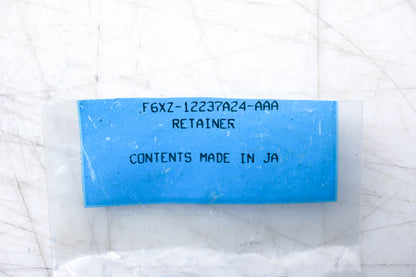 F6XZ-12237A24-AAA
RETAINER
CONTENTS MADE IN JA